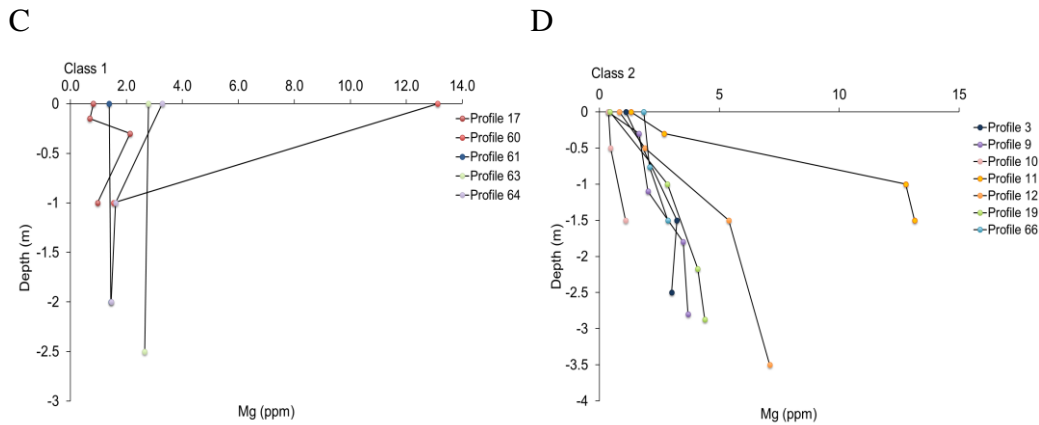 C
Class 1
0.0 2.0 4.0 6.0 8.0 10.0 12.0 14.0
0
-0.5
-1
-1.5
-2
-2.5
-3
Depth (m)
Mg (ppm)
Profile 17
Profile 60
Profile 61
Profile 63
Profile 64
D
Class 2
0 5 10 15
0
-0.5
-1
-1.5
-2
-2.5
-3
-3.5
-4
Depth (m)
Mg (ppm)
Profile 3
Profile 9
Profile 10
Profile 11
Profile 12
Profile 19
Profile 66